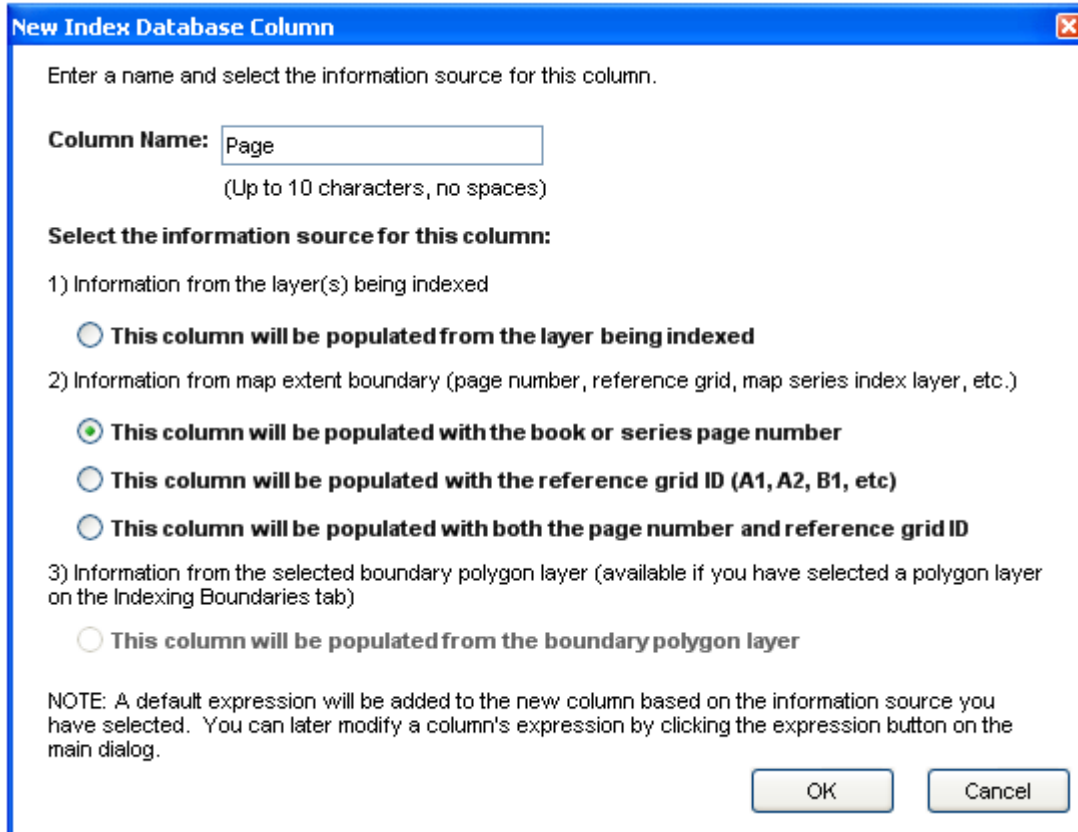 New Index Database Column
Enter a name and select the information source for this column.
Column Name: Page
(Up to 10 characters, no spaces)
Select the information source for this column:
1) Information from the layer(s) being indexed
This column will be populated from the layer being indexed
2) Information from map extent boundary (page number, reference grid, map series index layer, etc.)
This column will be populated with the book or series page number
This column will be populated with the reference grid ID (A1, A2, B1, etc)
This column will be populated with both the page number and reference grid ID
3) Information from the selected boundary polygon layer (available if you have selected a polygon layer
on the Indexing Boundaries tab)
This column will be populated from the boundary polygon layer
NOTE: A default expression will be added to the new column based on the information source you
have selected. You can later modify a column's expression by clicking the expression button on the
main dialog.
OK Cancel